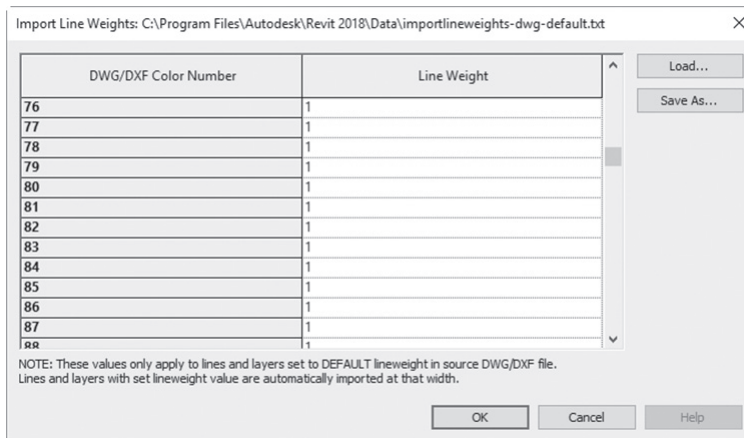 Import Line Weights: C:\Program Files\Autodesk\Revit 2018\Data\importlineweights-dwg-default.txt
DWG/DXF Color Number Line Weight
Load...
Save As...
76 1
77 1
78 1
79 1
80 1
81 1
82 1
83 1
84 1
85 1
86 1
87 1
88 1
NOTE: These values only apply to lines and layers set to DEFAULT lineweight in source DWG/DXF file.
Lines and layers with set lineweight value are automatically imported at that width.
OK Cancel Help